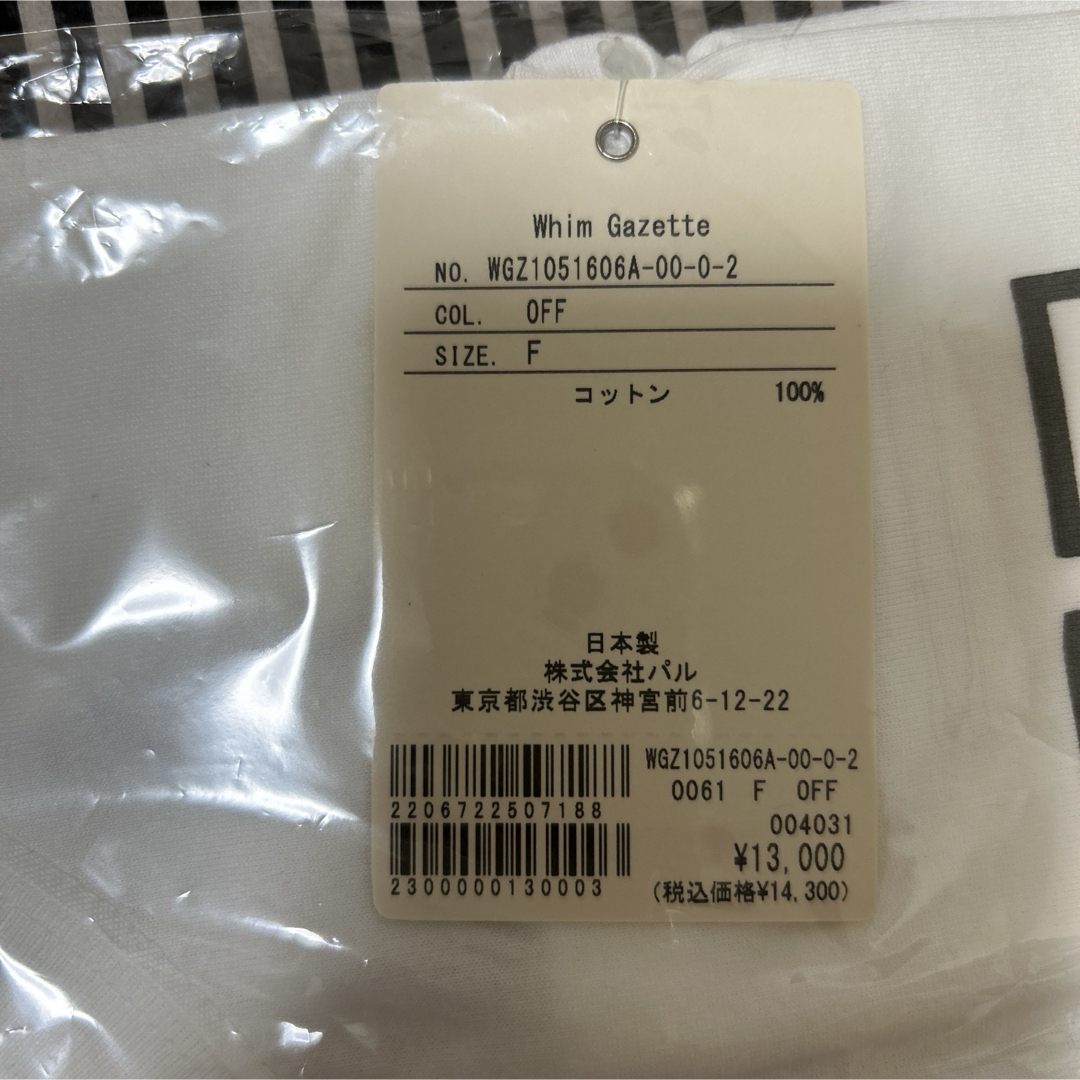 Whim Gazette
NO. WGZ1051606A-00-0-2
COL. OFF
SIZE. F
コットン 100%
日本製
株式会社パル
東京都渋谷区神宮前6-12-22
WGZ1051606A-00-0-2
2206722507188
0061 F OFF
004031
¥13,000
2300000130003
(税込価格¥14,300)